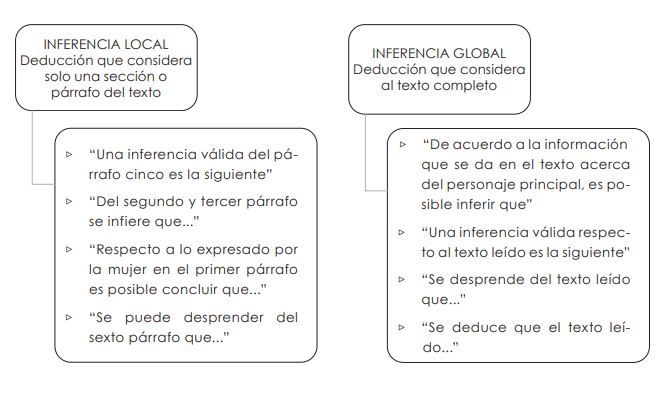 INFERENCIA LOCAL
Deducción que considera
solo una sección o
párrafo del texto
▹ “Una inferencia válida del pá-
rrafo cinco es la siguiente”
▹ “Del segundo y tercer párrafo
se infiere que...”
▹ “Respecto a lo expresado por
la mujer en el primer párrafo
es posible concluir que...”
▹ “Se puede desprender del
sexto párrafo que...”
INFERENCIA GLOBAL
Deducción que considera
al texto completo
▹ “De acuerdo a la información
que se da en el texto acerca
del personaje principal, es po-
sible inferir que”
▹ “Una inferencia válida respec-
to al texto leído es la siguiente”
▹ “Se desprende del texto leído
que...”
▹ “Se deduce que el texto leí-
do...”